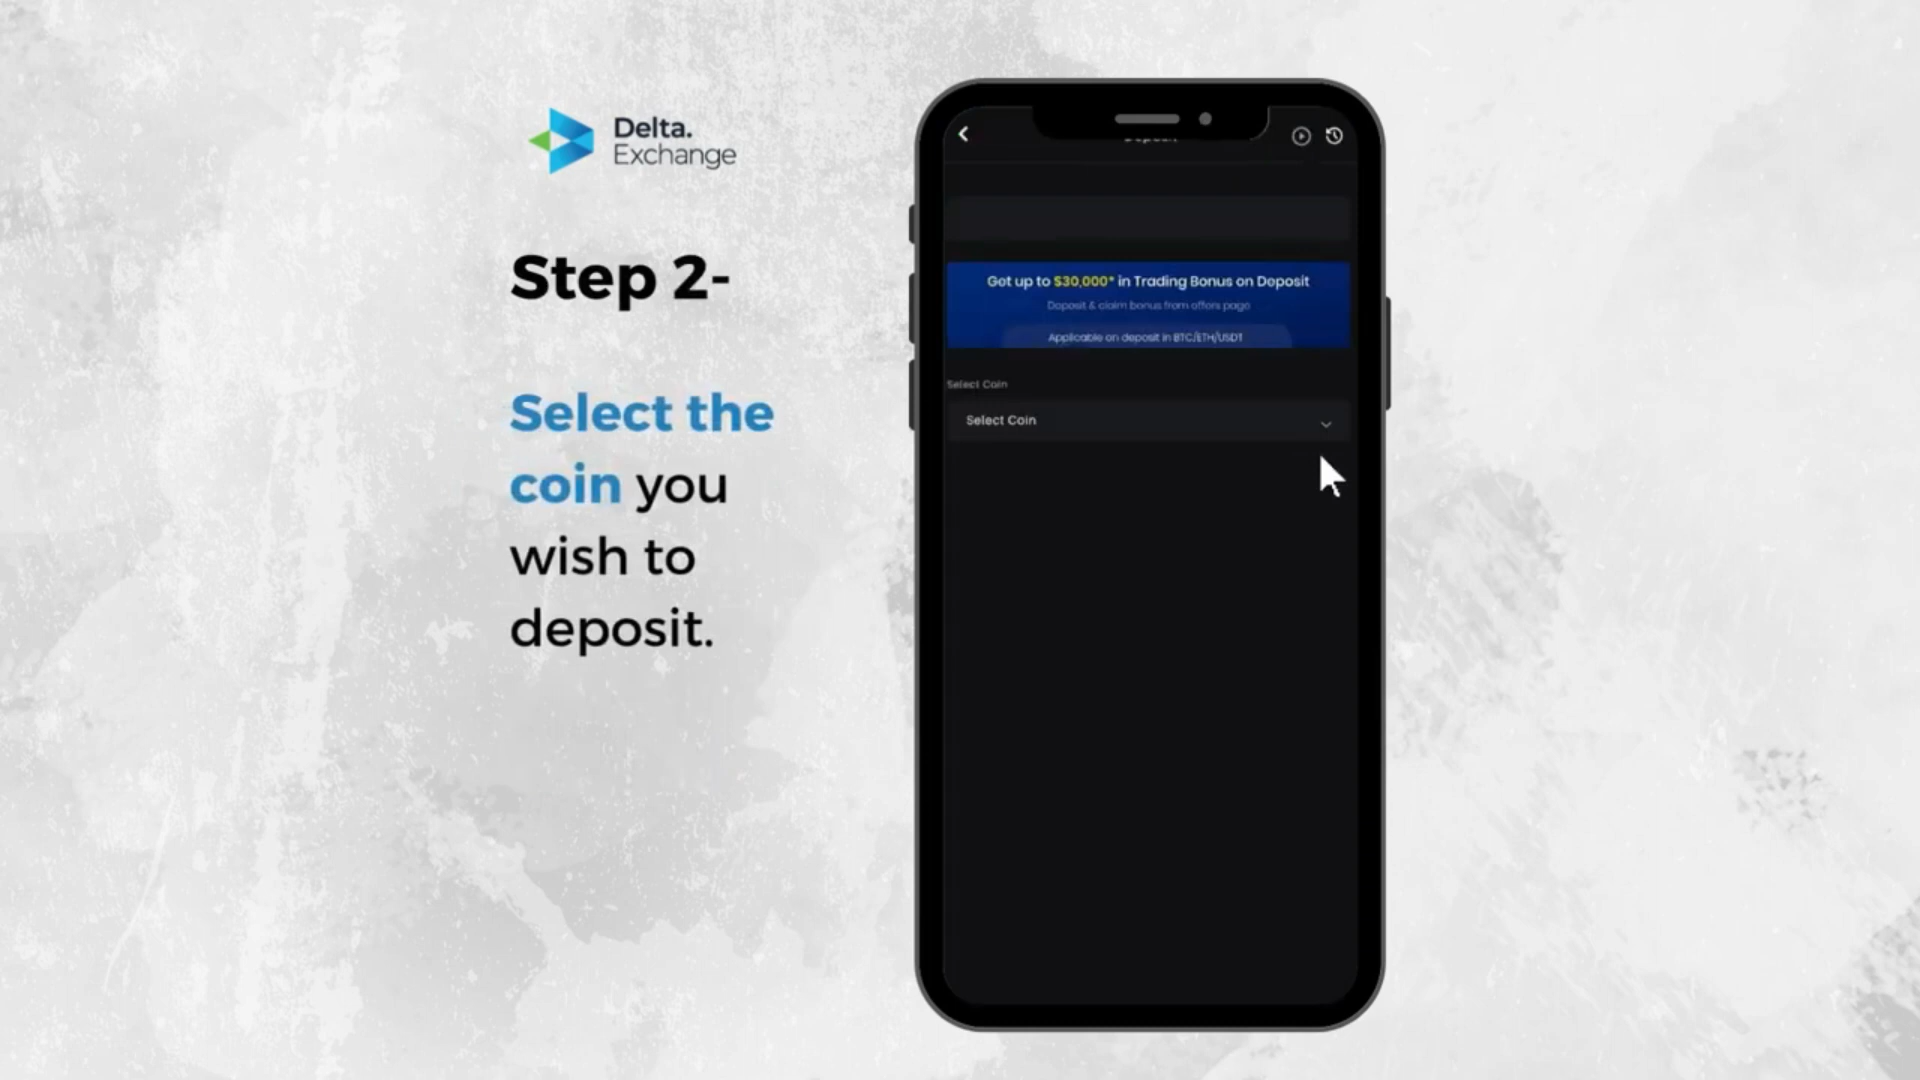 Delta.
Exchange
Step 2-
Select the
coin you
wish to
deposit.
Get up to $30,000* in Trading Bonus on Deposit
Deposit & claim bonus from offers page
Applicable on deposit in BTC/ETH/USDT
Select Coin
Select Coin